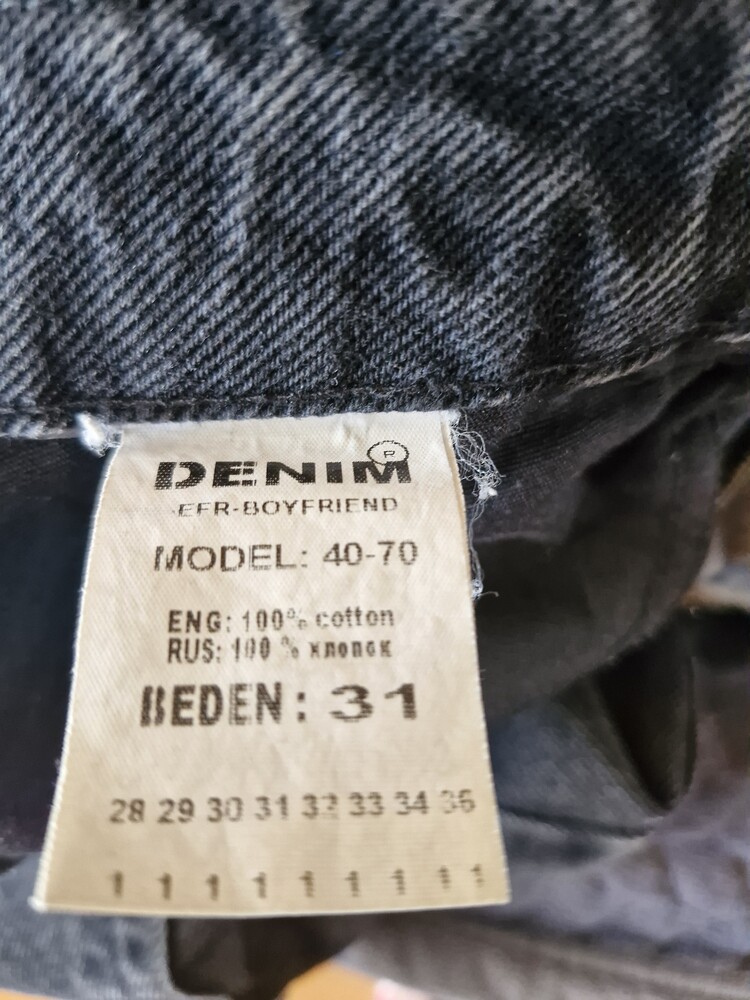 DENIM ®
EFR-BOYFRIEND
MODEL: 40-70
ENG: 100% cotton
RUS: 100 % хлопок
BEDEN: 31
28 29 30 31 32 33 34 36
1 1 1 1 1 1 1 1 1